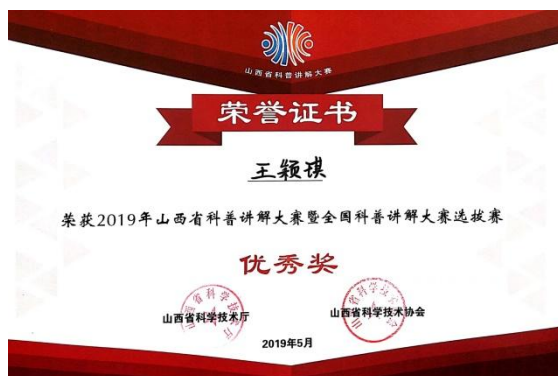 山西省科普讲解大赛
荣誉证书
王颖琪
荣获2019年山西省科普讲解大赛暨全国科普讲解大赛选拔赛
优秀奖
山西省科学技术厅
山西省科学技术协会
2019年5月